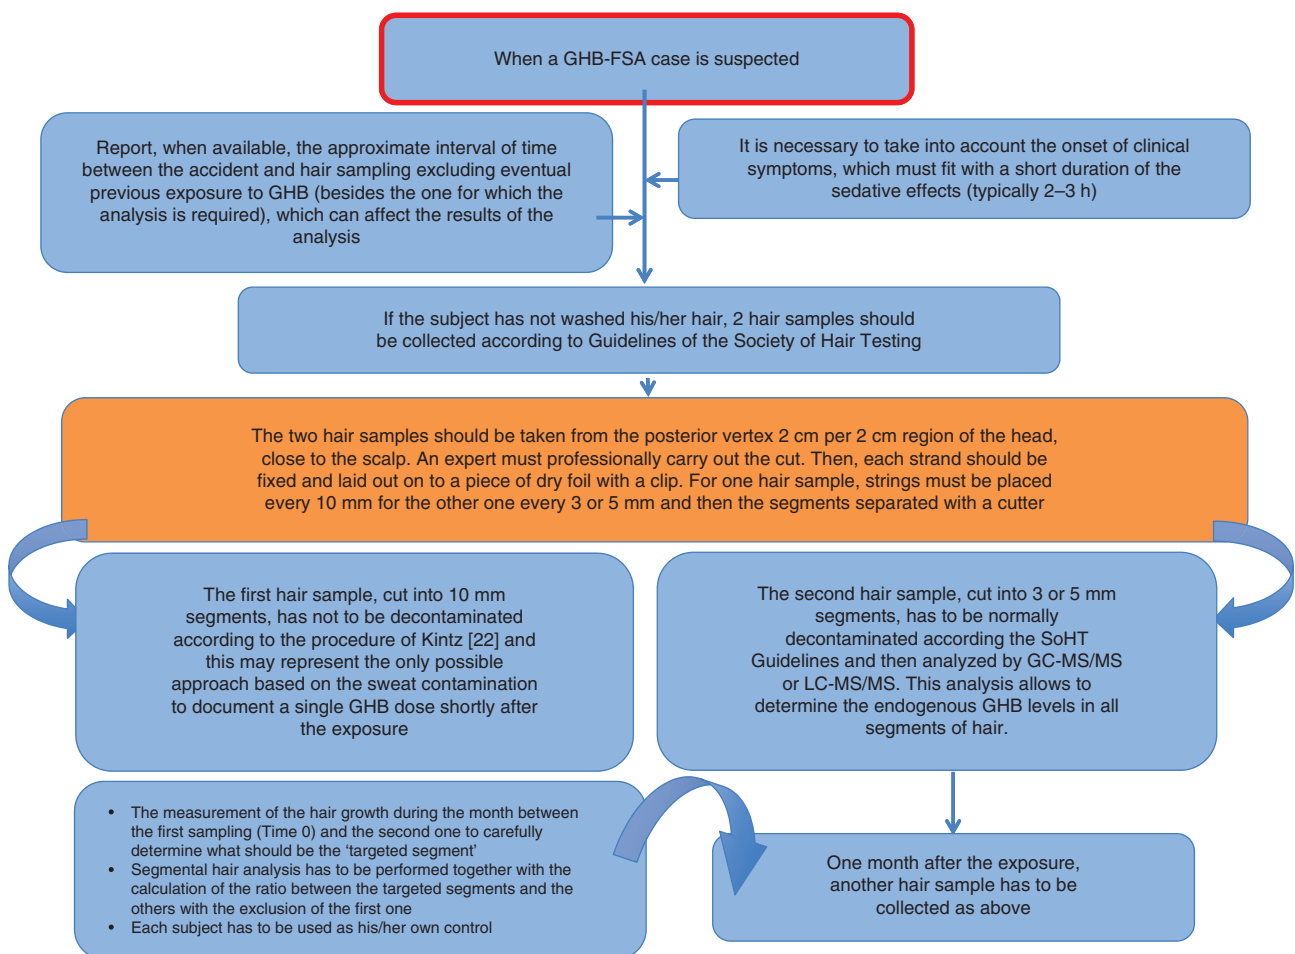 When a GHB-FSA case is suspected
Report, when available, the approximate interval of time
between the accident and hair sampling excluding eventual
previous exposure to GHB (besides the one for which the
analysis is required), which can affect the results of the
analysis
It is necessary to take into account the onset of clinical
symptoms, which must fit with a short duration of the
sedative effects (typically 2–3 h)
If the subject has not washed his/her hair, 2 hair samples should
be collected according to Guidelines of the Society of Hair Testing
The two hair samples should be taken from the posterior vertex 2 cm per 2 cm region of the head,
close to the scalp. An expert must professionally carry out the cut. Then, each strand should be
fixed and laid out on to a piece of dry foil with a clip. For one hair sample, strings must be placed
every 10 mm for the other one every 3 or 5 mm and then the segments separated with a cutter
The first hair sample, cut into 10 mm
segments, has not to be decontaminated
according to the procedure of Kintz [22] and
this may represent the only possible
approach based on the sweat contamination
to document a single GHB dose shortly after
the exposure
The second hair sample, cut into 3 or 5 mm
segments, has to be normally
decontaminated according the SoHT
Guidelines and then analyzed by GC-MS/MS
or LC-MS/MS. This analysis allows to
determine the endogenous GHB levels in all
segments of hair.
• The measurement of the hair growth during the month between
the first sampling (Time 0) and the second one to carefully
determine what should be the ‘targeted segment’
• Segmental hair analysis has to be performed together with the
calculation of the ratio between the targeted segments and the
others with the exclusion of the first one
• Each subject has to be used as his/her own control
One month after the exposure,
another hair sample has to be
collected as above